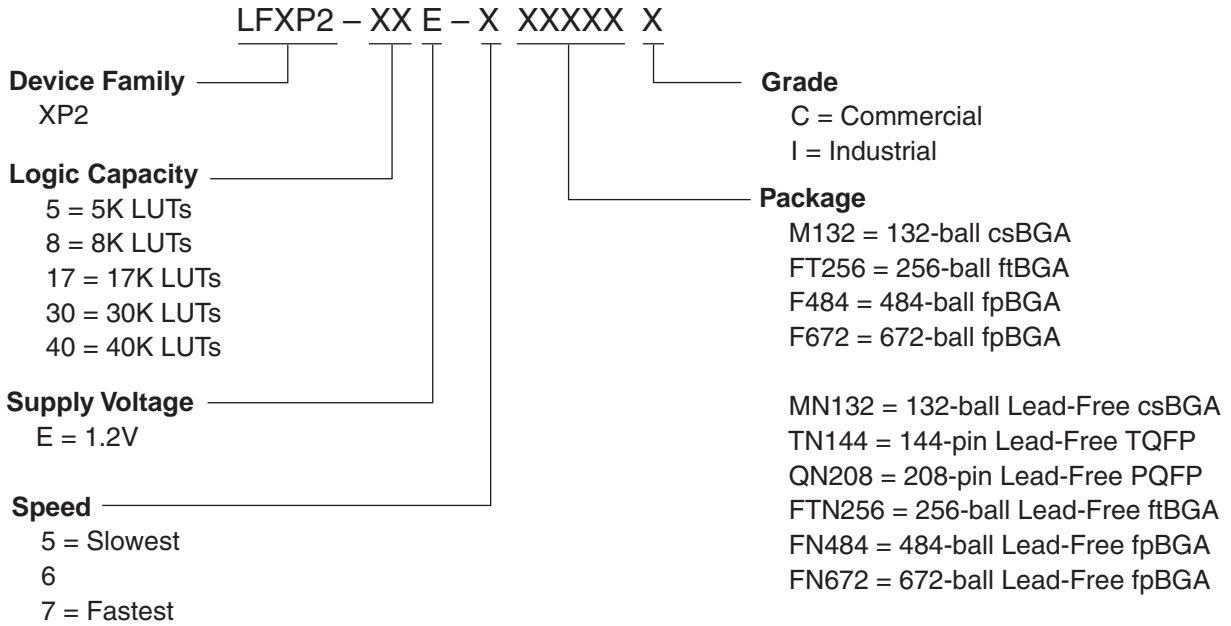 LFXP2 – XX E – X XXXXX X
Device Family
XP2
Logic Capacity
5 = 5K LUTs
8 = 8K LUTs
17 = 17K LUTs
30 = 30K LUTs
40 = 40K LUTs
Supply Voltage
E = 1.2V
Speed
5 = Slowest
6
7 = Fastest
Grade
C = Commercial
I = Industrial
Package
M132 = 132-ball csBGA
FT256 = 256-ball ftBGA
F484 = 484-ball fpBGA
F672 = 672-ball fpBGA
MN132 = 132-ball Lead-Free csBGA
TN144 = 144-pin Lead-Free TQFP
QN208 = 208-pin Lead-Free PQFP
FTN256 = 256-ball Lead-Free ftBGA
FN484 = 484-ball Lead-Free fpBGA
FN672 = 672-ball Lead-Free fpBGA